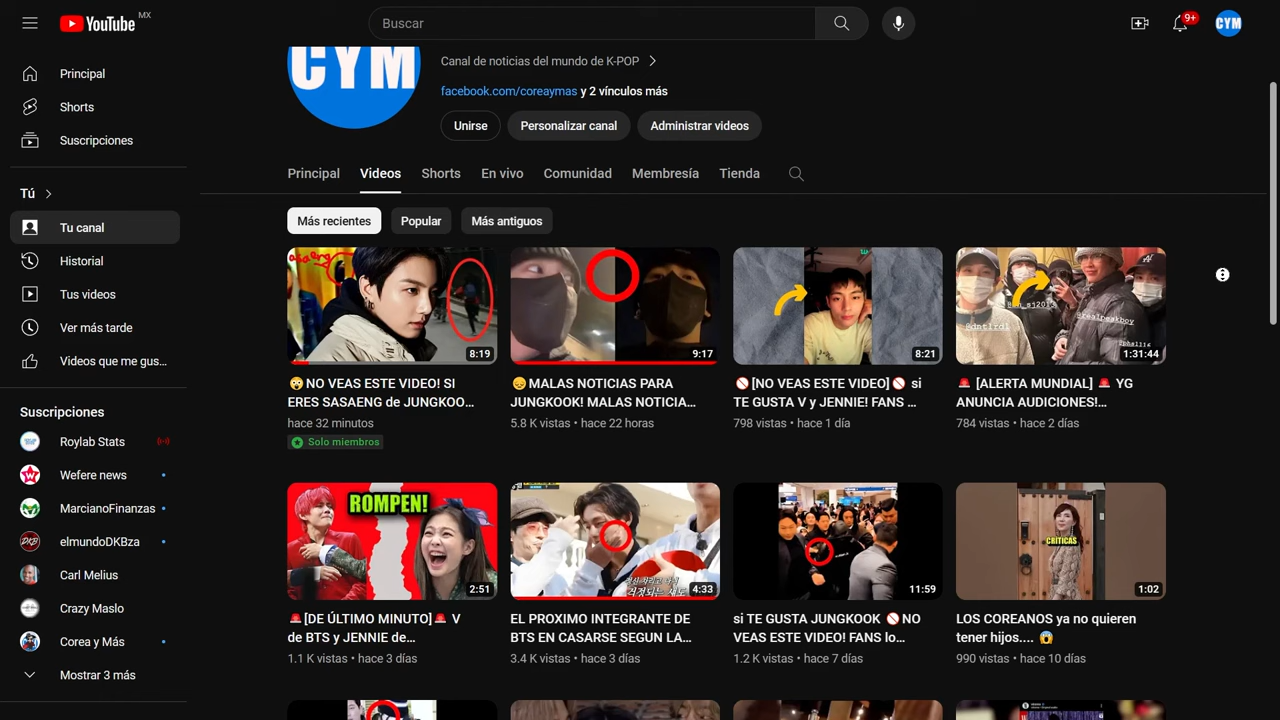 YouTube MX
Buscar
9+
CYM
Principal
Shorts
Suscripciones
Tú
Tu canal
Historial
Tus videos
Ver más tarde
Videos que me gus...
Suscripciones
Roylab Stats
Wefere news
MarcianoFinanzas
elmundoDKBza
Carl Melius
Crazy Maslo
Corea y Más
Mostrar 3 más
CYM
Canal de noticias del mundo de K-POP
facebook.com/coreaymas y 2 vínculos más
Unirse Personalizar canal Administrar videos
Principal Videos Shorts En vivo Comunidad Membresía Tienda
Más recientes Popular Más antiguos
8:19
😳NO VEAS ESTE VIDEO! SI
ERES SASAENG de JUNGKOO...
hace 32 minutos
Solo miembros
9:17
😞MALAS NOTICIAS PARA
JUNGKOOK! MALAS NOTICIA...
5.8 K vistas • hace 22 horas
8:21
🚫[NO VEAS ESTE VIDEO]🚫 si
TE GUSTA V y JENNIE! FANS ...
798 vistas • hace 1 día
@realpeakboy
1:31:44
🚨 [ALERTA MUNDIAL] 🚨 YG
ANUNCIA AUDICIONES!...
784 vistas • hace 2 días
ROMPEN!
2:51
🚨[DE ÚLTIMO MINUTO]🚨 V
de BTS y JENNIE de...
1.1 K vistas • hace 3 días
4:33
EL PROXIMO INTEGRANTE DE
BTS EN CASARSE SEGUN LA...
3.4 K vistas • hace 3 días
11:59
si TE GUSTA JUNGKOOK 🚫NO
VEAS ESTE VIDEO! FANS lo...
1.2 K vistas • hace 7 días
CRÍTICAS
1:02
LOS COREANOS ya no quieren
tener hijos.... 😱
990 vistas • hace 10 días